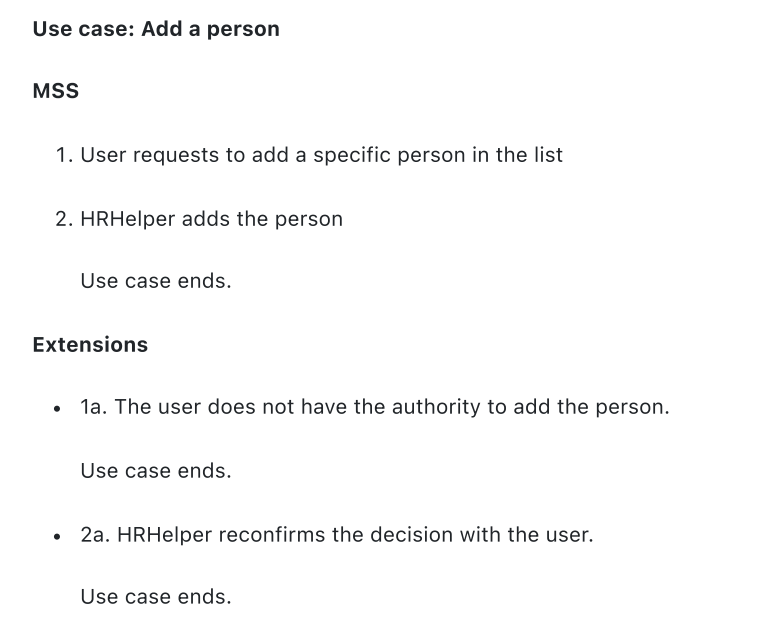 Use case: Add a person
MSS
1. User requests to add a specific person in the list
2. HRHelper adds the person
Use case ends.
Extensions
• 1a. The user does not have the authority to add the person.
Use case ends.
• 2a. HRHelper reconfirms the decision with the user.
Use case ends.